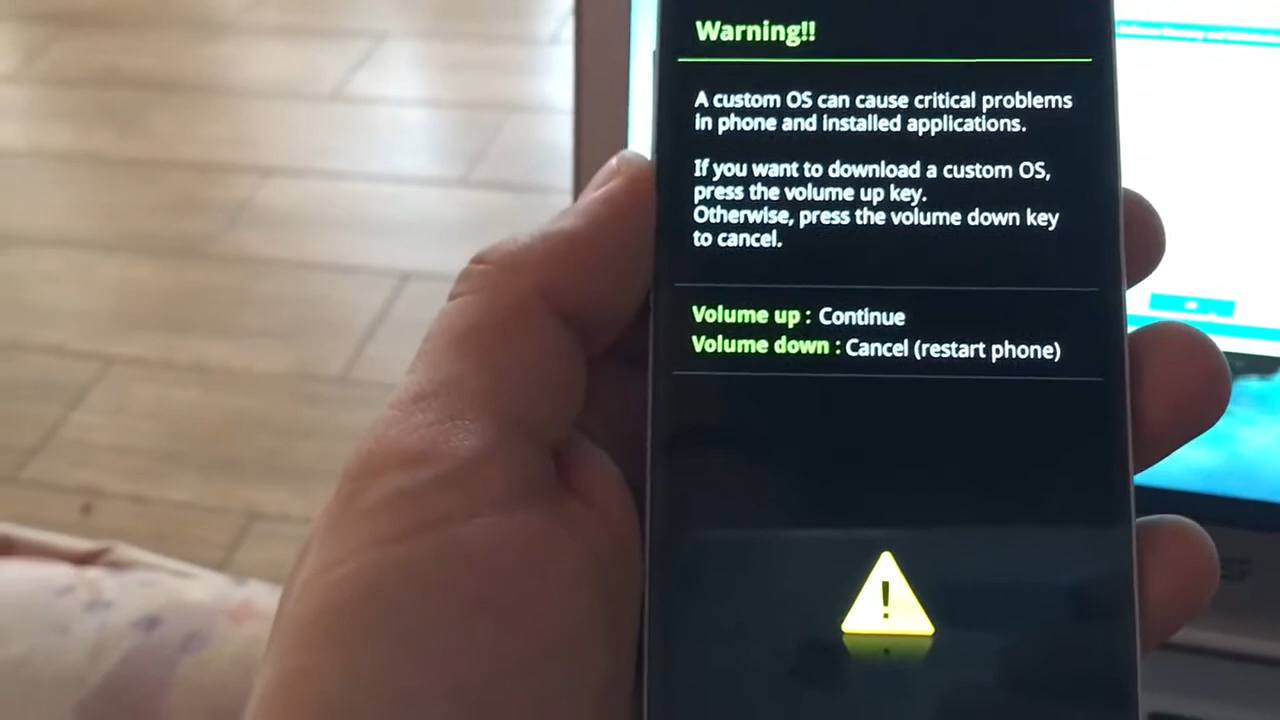 Warning!!
A custom OS can cause critical problems
in phone and installed applications.
If you want to download a custom OS,
press the volume up key.
Otherwise, press the volume down key
to cancel.
Volume up : Continue
Volume down : Cancel (restart phone)
!